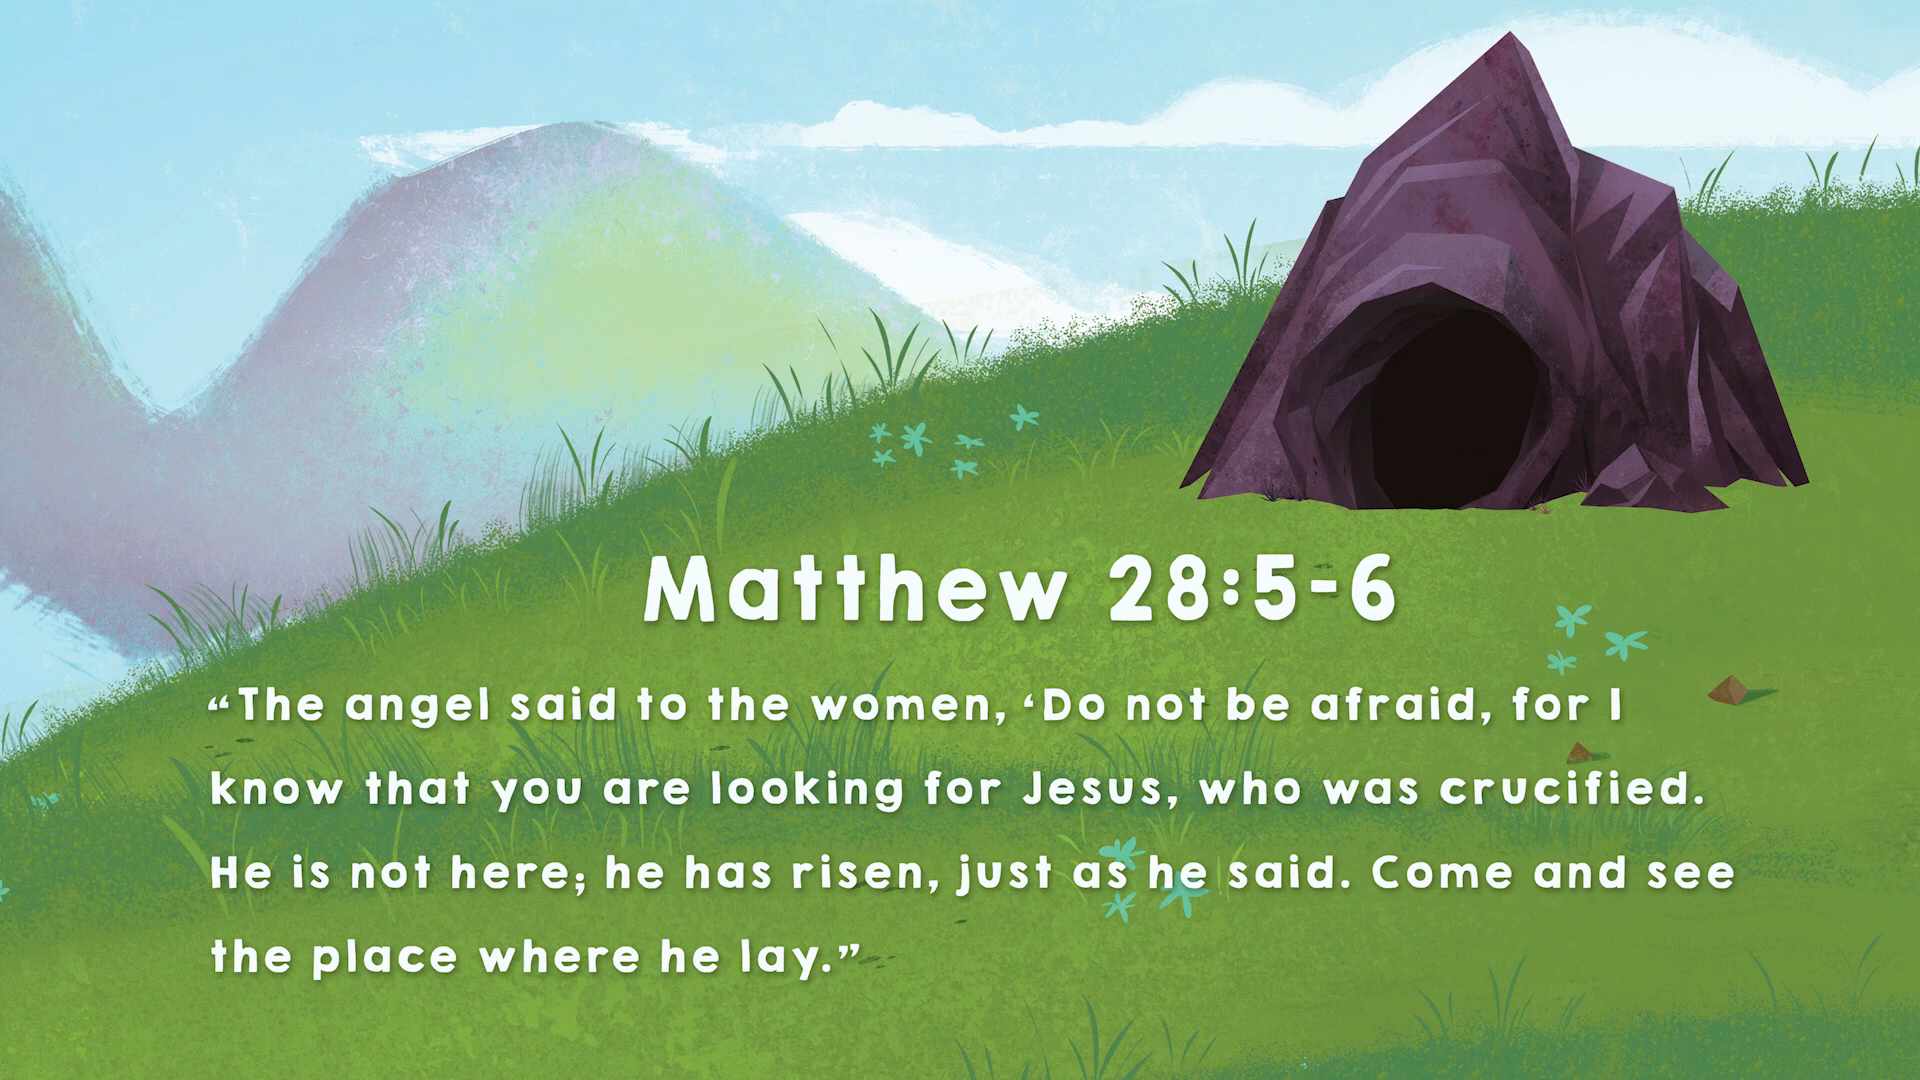 Matthew 28:5-6
“The angel said to the women, ‘Do not be afraid, for I
know that you are looking for Jesus, who was crucified.
He is not here; he has risen, just as he said. Come and see
the place where he lay.”